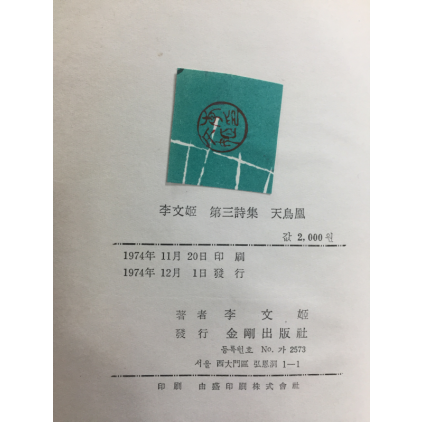 李文姬 第三詩集 天鳥凰
값 2,000원
1974年 11月 20日 印 刷
1974年 12月 1日 發 行
著 者 李 文 姬
發 行 金 剛 出 版 社
등록번호 No. 가 2573
서울 西大門區 弘恩洞 1—1
印 刷 由盛印刷株式會社